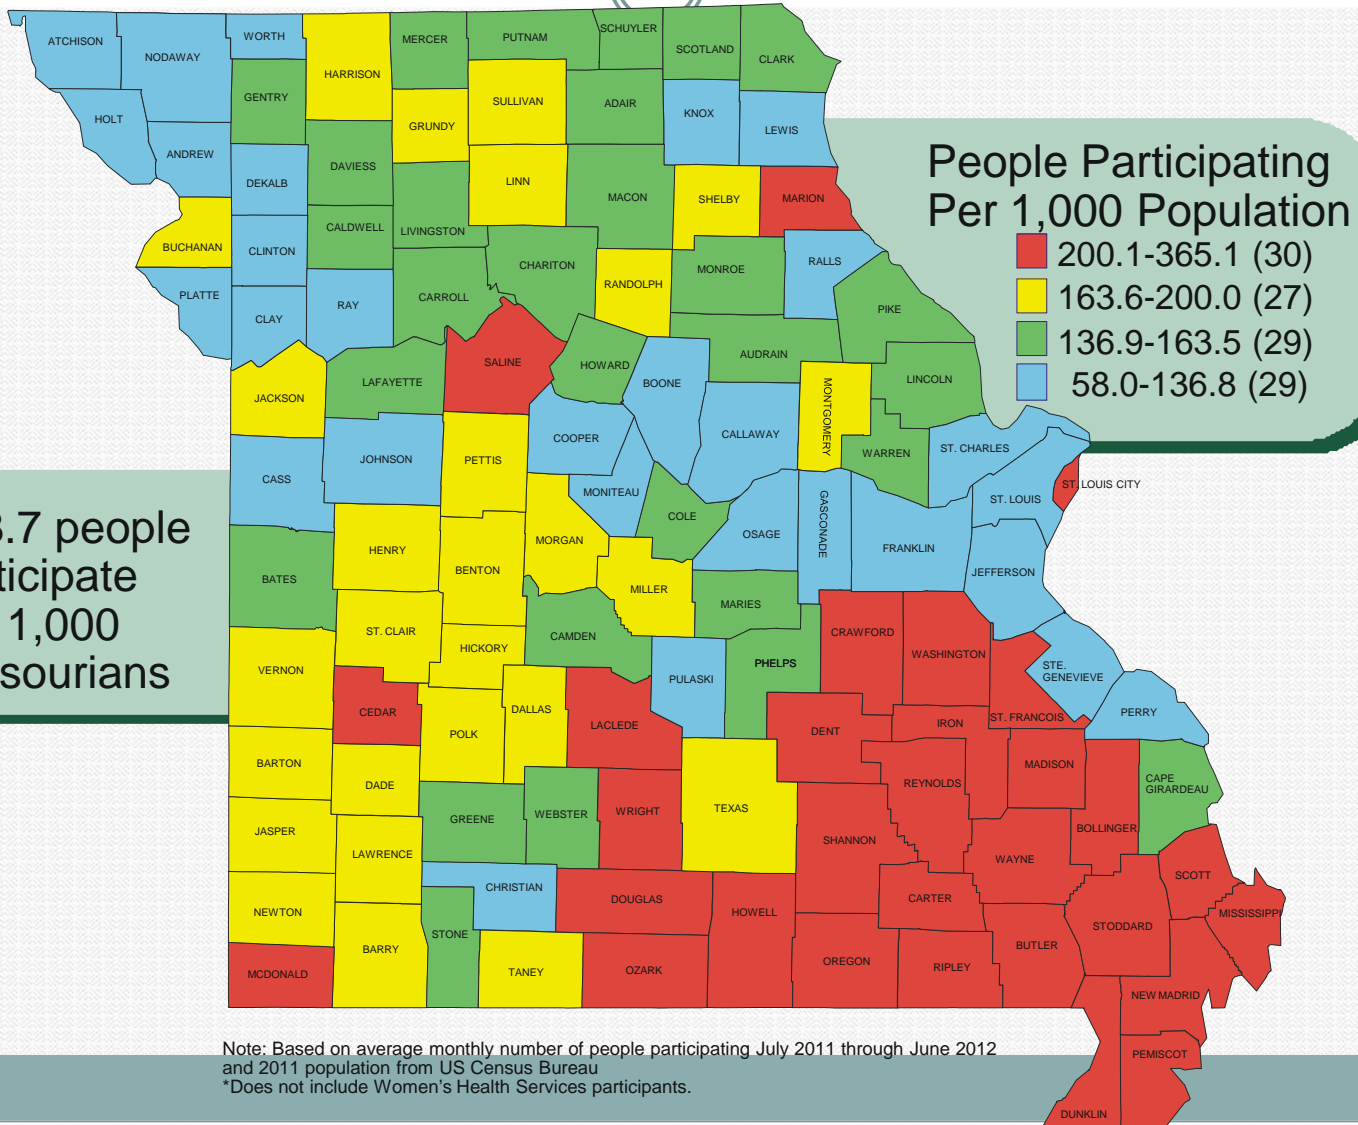 ATCHISON
NODAWAY
WORTH
HARRISON
MERCER
PUTNAM
SCHUYLER
SCOTLAND
CLARK
GENTRY
HOLT
ANDREW
DEKALB
DAVIESS
GRUNDY
SULLIVAN
ADAIR
KNOX
LEWIS
LINN
MACON
SHELBY
MARION
BUCHANAN
CLINTON
CALDWELL
LIVINGSTON
CHARITON
RANDOLPH
MONROE
RALLS
PIKE
PLATTE
CLAY
RAY
CARROLL
SALINE
HOWARD
BOONE
AUDRAIN
LINCOLN
JACKSON
LAFAYETTE
COOPER
CALLAWAY
MONTGOMERY
WARREN
ST. CHARLES
ST. LOUIS CITY
ST. LOUIS
CASS
JOHNSON
PETTIS
MONITEAU
COLE
OSAGE
GASCONADE
FRANKLIN
JEFFERSON
BATES
HENRY
BENTON
MORGAN
MILLER
MARIES
ST. CLAIR
HICKORY
CAMDEN
PULASKI
PHELPS
CRAWFORD
WASHINGTON
STE.
GENEVIEVE
ST. FRANCOIS
PERRY
VERNON
CEDAR
POLK
DALLAS
LACLEDE
DENT
IRON
MADISON
REYNOLDS
CAPE
GIRARDEAU
BOLLINGER
BARTON
DADE
GREENE
WEBSTER
WRIGHT
TEXAS
SHANNON
WAYNE
SCOTT
MISSISSIPPI
JASPER
LAWRENCE
CHRISTIAN
DOUGLAS
HOWELL
CARTER
STODDARD
NEWTON
BARRY
STONE
TANEY
OZARK
OREGON
RIPLEY
BUTLER
MCDONALD
NEW MADRID
PEMISCOT
DUNKLIN
People Participating
Per 1,000 Population
200.1-365.1 (30)
163.6-200.0 (27)
136.9-163.5 (29)
58.0-136.8 (29)
3.7 people
ticipate
1,000
sourians
Note: Based on average monthly number of people participating July 2011 through June 2012
and 2011 population from US Census Bureau
*Does not include Women's Health Services participants.